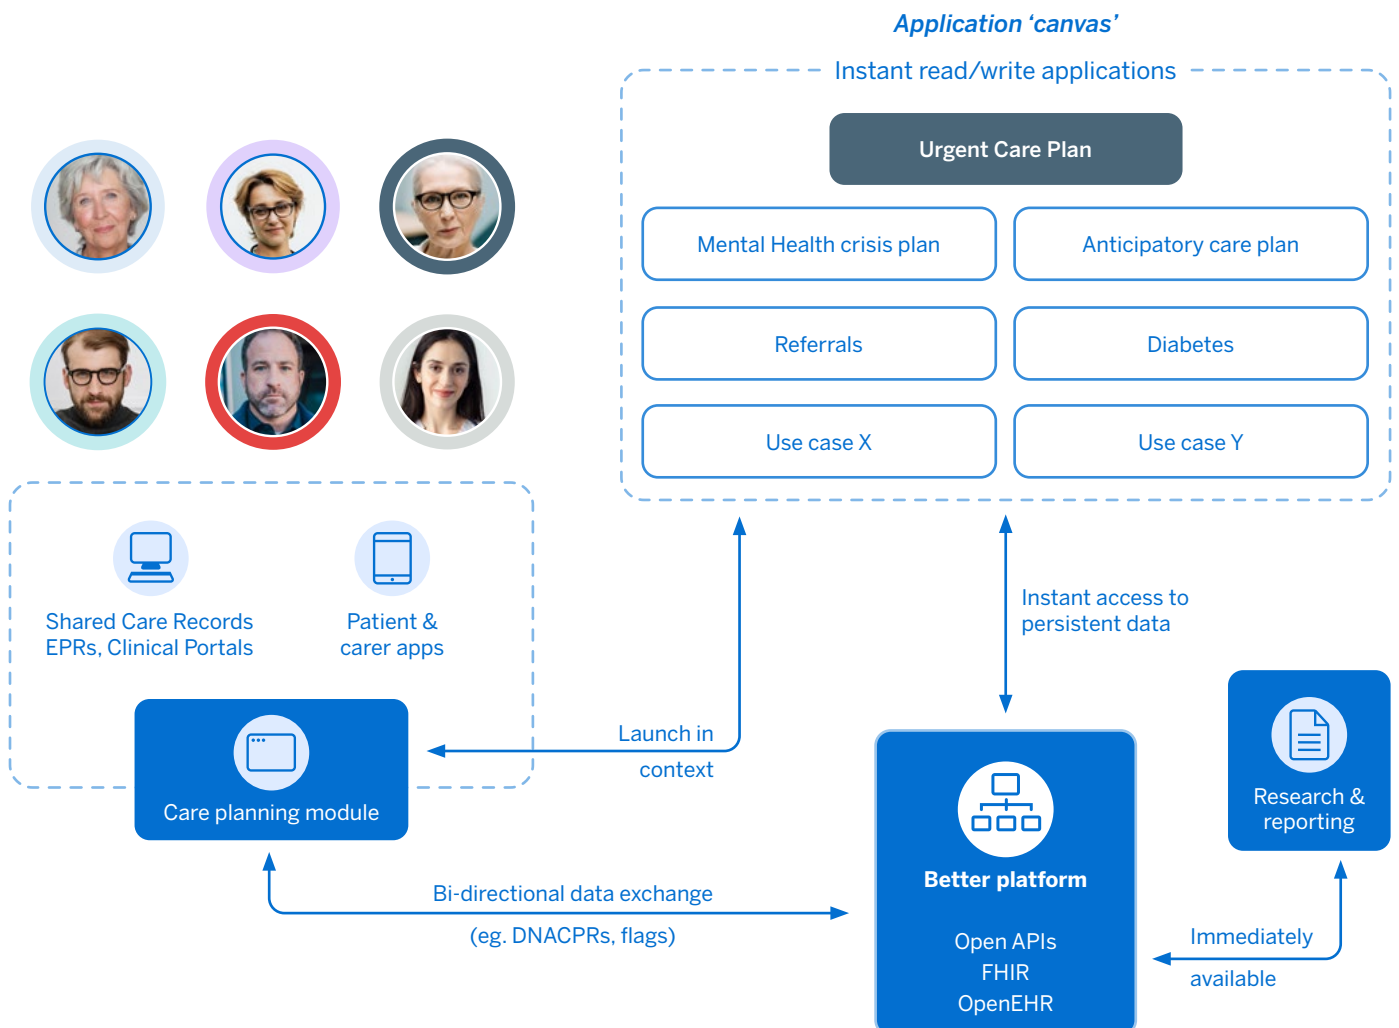 Application ‘canvas’
Instant read/write applications
Urgent Care Plan
Mental Health crisis plan
Anticipatory care plan
Referrals
Diabetes
Use case X
Use case Y
Shared Care Records
EPRs, Clinical Portals
Patient &
carer apps
Care planning module
Launch in
context
Instant access to
persistent data
Bi-directional data exchange
(eg. DNACPRs, flags)
Better platform
Open APIs
FHIR
OpenEHR
Research &
reporting
Immediately
available